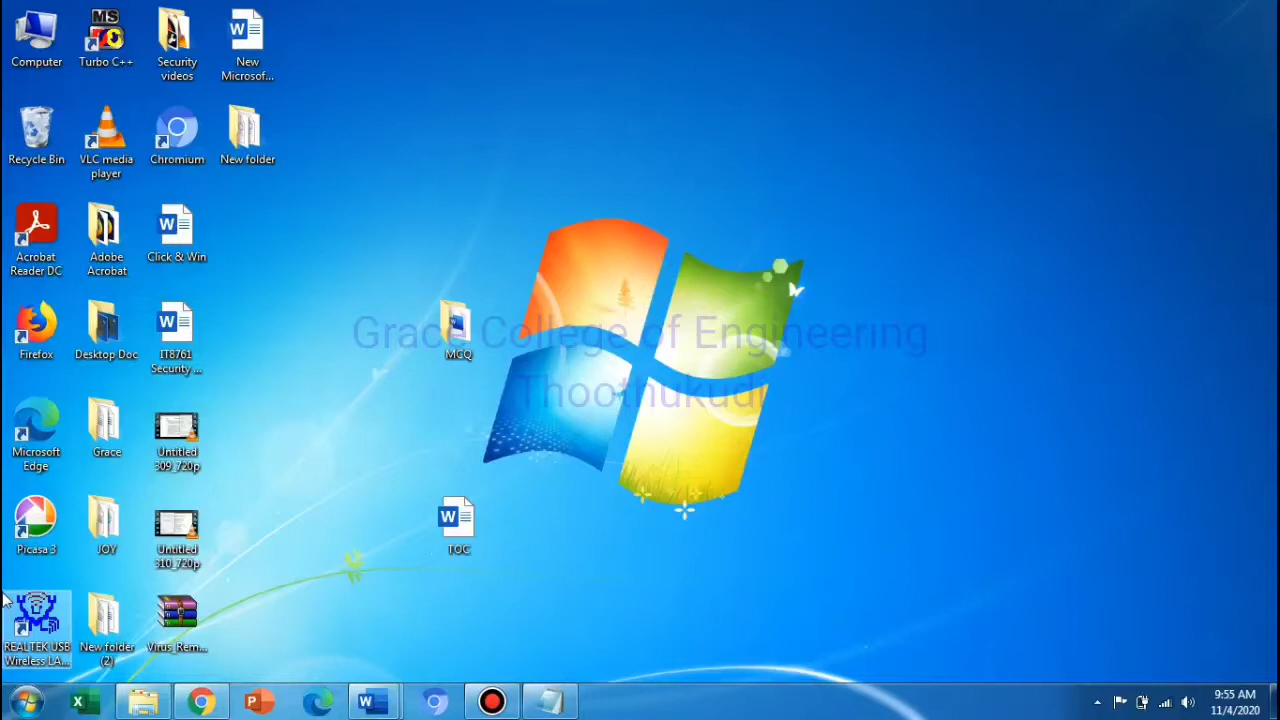 Computer
MS
Turbo C++
Security
videos
W
New
Microsof...
Recycle Bin
VLC media
player
Chromium
New folder
Acrobat
Reader DC
Adobe
Acrobat
W
Click & Win
Firefox
Desktop Doc
W
IT8761
Security ...
MCQ
Grace College of Engineering
Thoothukudi
Microsoft
Edge
Grace
Untitled
309_720p
Picasa 3
JOY
Untitled
310_720p
W
TOC
REALTEK USB
Wireless LA...
New folder
(2)
Virus_Rem...
X
P
W
9:55 AM
11/4/2020